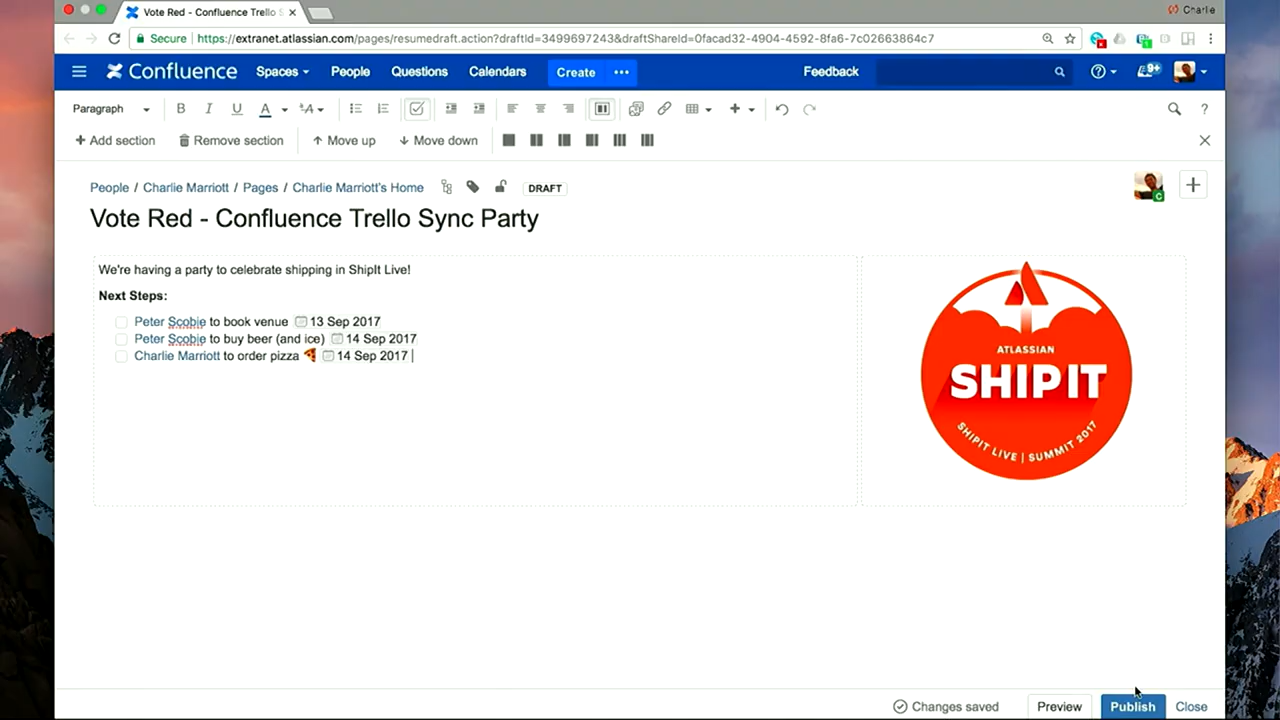 Vote Red - Confluence Trello S
Charlie
Secure https://extranet.atlassian.com/pages/resumedraft.action?draftId=3499697243&draftShareId=0facad32-4904-4592-8fa6-7c02663864c7
Confluence Spaces People Questions Calendars Create ••• Feedback ? 9+
Paragraph B I U A A ?
+ Add section Remove section ↑ Move up ↓ Move down
People / Charlie Marriott / Pages / Charlie Marriott's Home DRAFT
C
Vote Red - Confluence Trello Sync Party
We're having a party to celebrate shipping in ShipIt Live!
Next Steps:
Peter Scobie to book venue 13 Sep 2017
Peter Scobie to buy beer (and ice) 14 Sep 2017
Charlie Marriott to order pizza 🍕 14 Sep 2017
ATLASSIAN
SHIPIT
SHIPIT LIVE | SUMMIT 2017
Changes saved Preview Publish Close